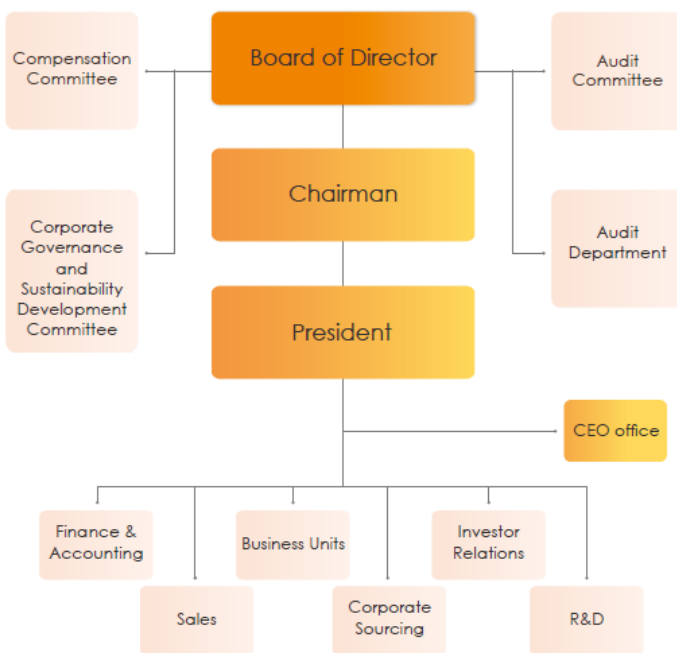 Compensation
Committee
Board of Director
Audit
Committee
Chairman
Corporate
Governance
and
Sustainability
Development
Committee
Audit
Department
President
CEO office
Finance &
Accounting
Business Units
Investor
Relations
Sales
Corporate
Sourcing
R&D